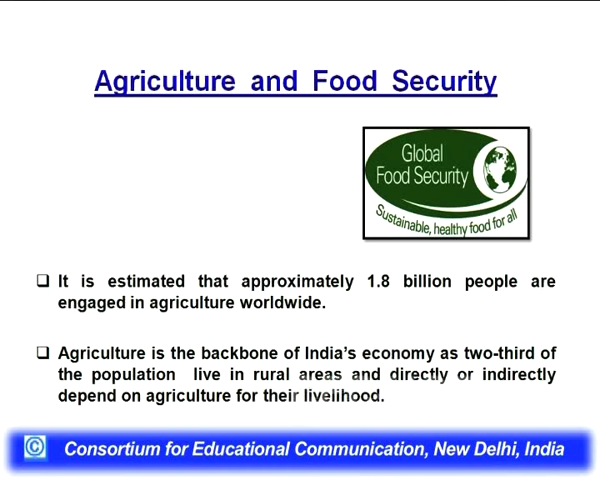 Agriculture and Food Security
Global
Food Security
Sustainable, healthy food for all
❑ It is estimated that approximately 1.8 billion people are
engaged in agriculture worldwide.
❑ Agriculture is the backbone of India's economy as two-third of
the population live in rural areas and directly or indirectly
depend on agriculture for their livelihood.
© Consortium for Educational Communication, New Delhi, India